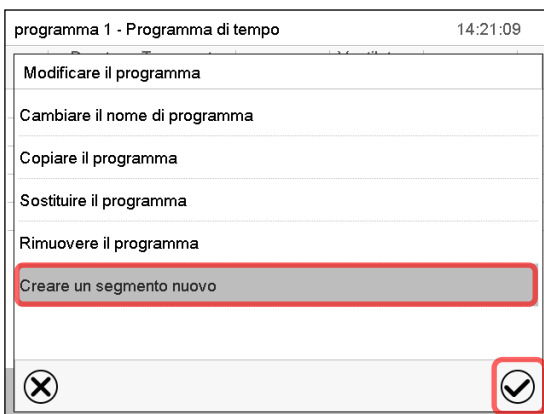 programma 1 - Programma di tempo 14:21:09
Modificare il programma
Cambiare il nome di programma
Copiare il programma
Sostituire il programma
Rimuovere il programma
Creare un segmento nuovo